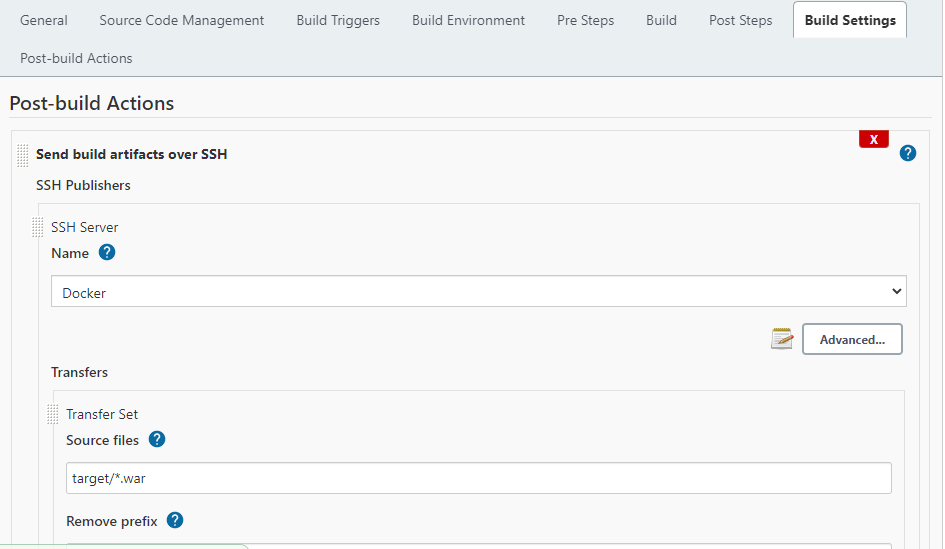 General Source Code Management Build Triggers Build Environment Pre Steps Build Post Steps Build Settings
Post-build Actions
Post-build Actions
X
Send build artifacts over SSH ?
SSH Publishers
SSH Server
Name ?
Docker
Advanced...
Transfers
Transfer Set
Source files ?
target/*.war
Remove prefix ?